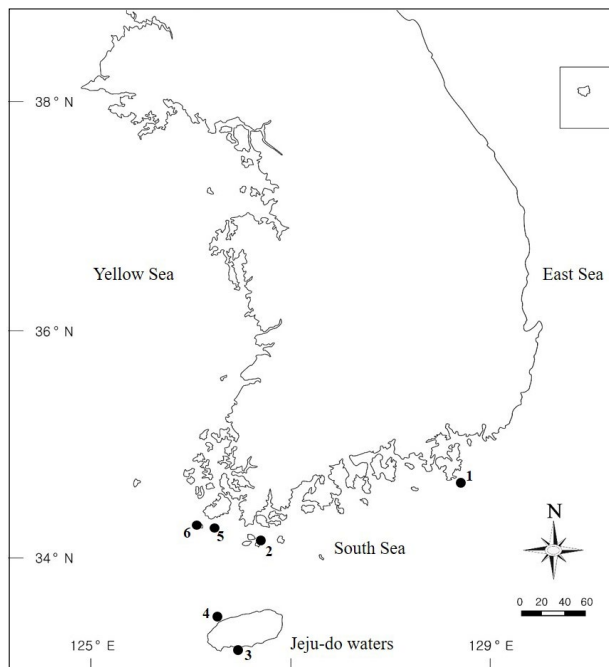 38° N
Yellow Sea
East Sea
36° N
1
N
6
5
2
South Sea
34° N
4
0 20 40 60
125° E
3
Jeju-do waters
129° E